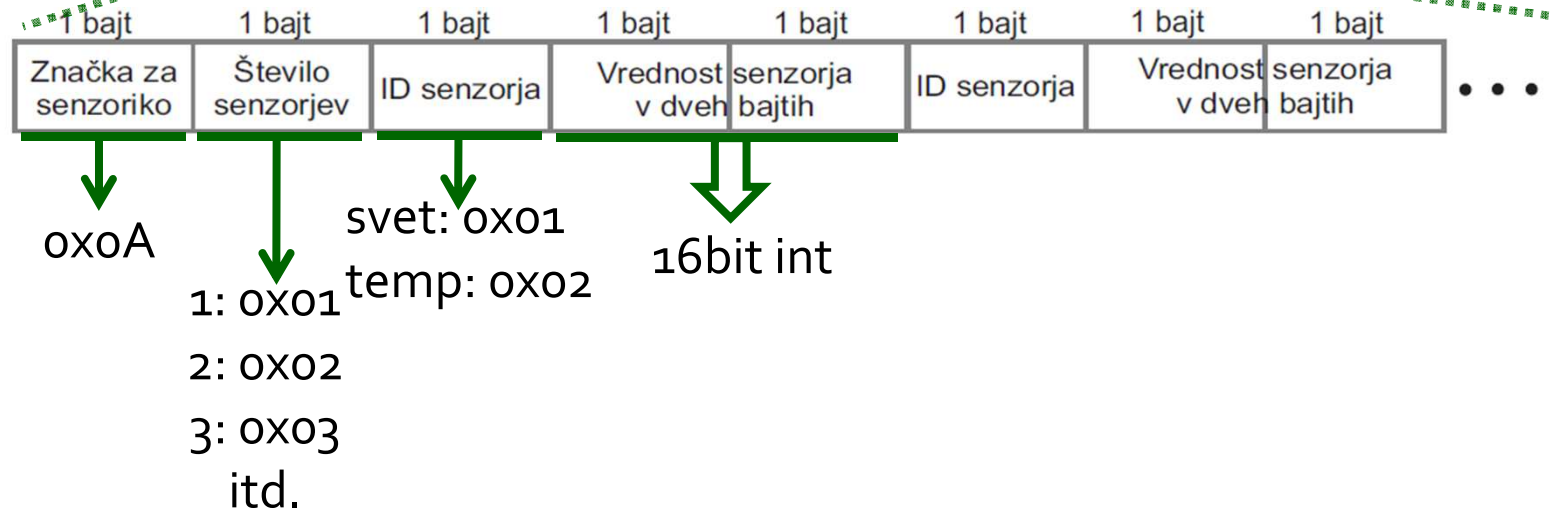 1 bajt 1 bajt 1 bajt 1 bajt 1 bajt 1 bajt 1 bajt 1 bajt
Značka za
senzoriko
Število
senzorjev
ID senzorja
Vrednost senzorja
v dveh bajtih
ID senzorja
Vrednost senzorja
v dveh bajtih
• • •
0x0A
1: 0x01
2: 0x02
3: 0x03
itd.
svet: 0x01
temp: 0x02
16bit int